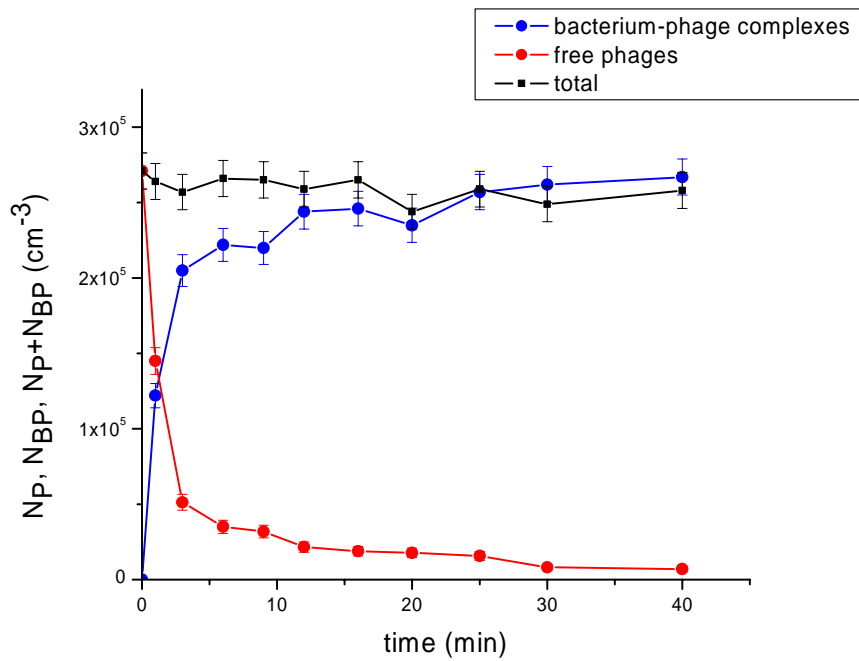 bacterium-phage complexes
free phages
total
3x10^5
2x10^5
1x10^5
0
N_P, N_BP, N_P+N_BP (cm^-3)
0 10 20 30 40
time (min)